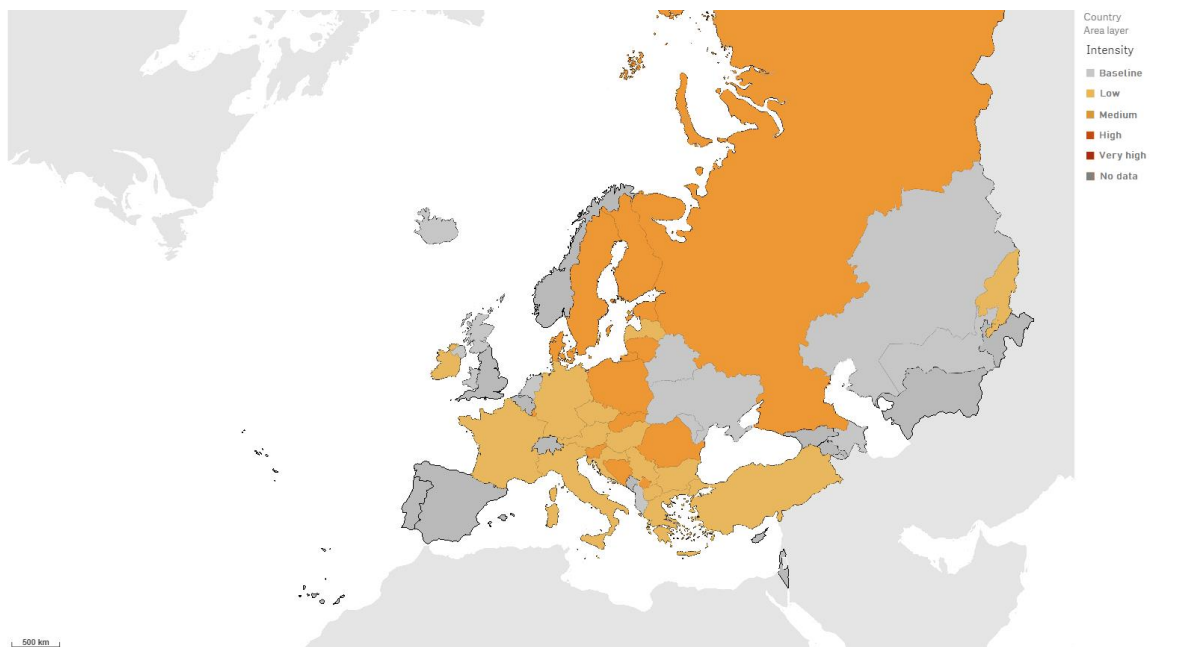 Country
Area layer
Intensity
Baseline
Low
Medium
High
Very high
No data
500 km